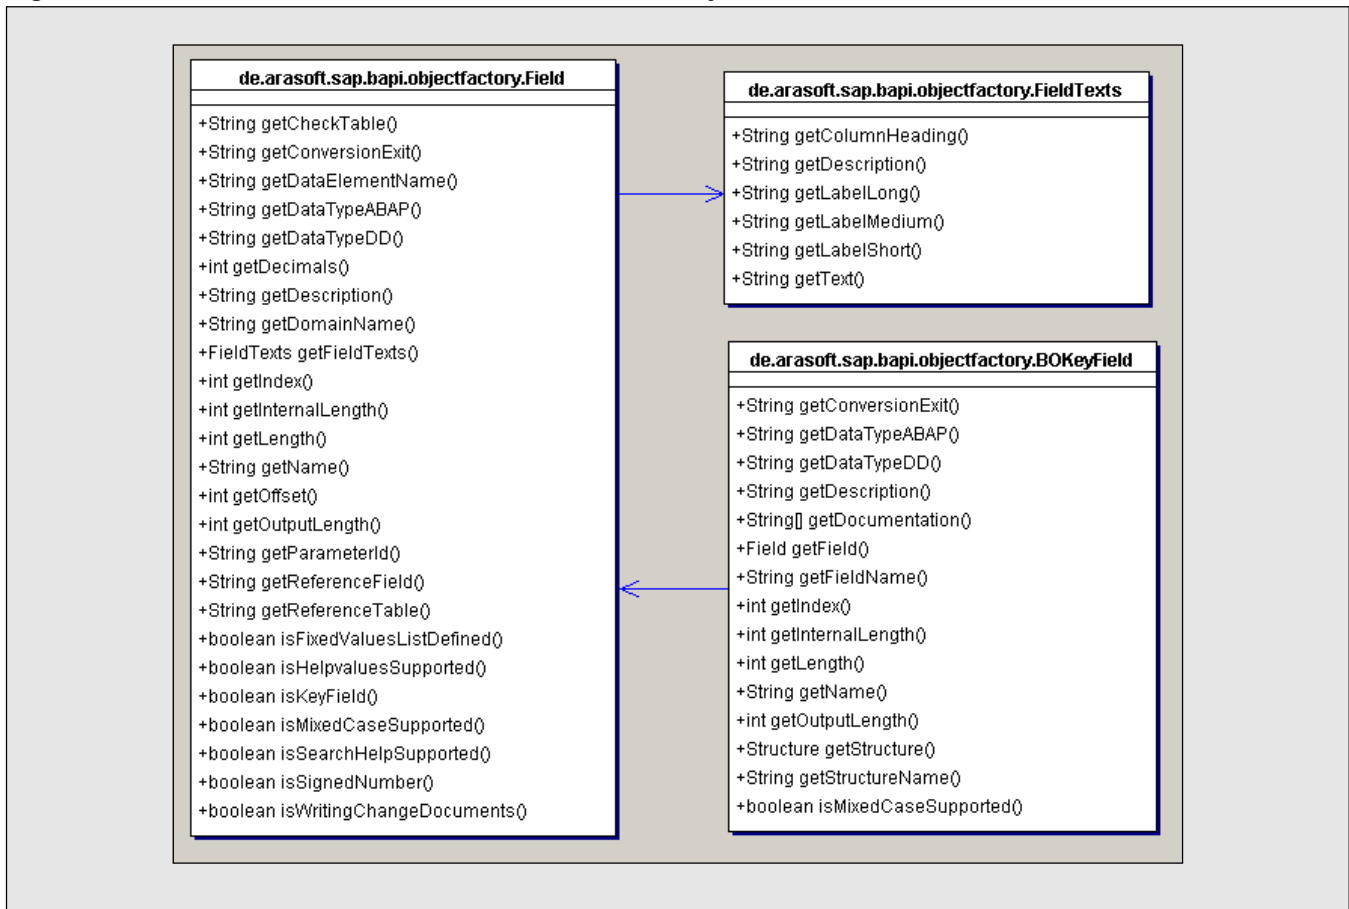 de.arasoft.sap.bapi.objectfactory.Field
+String getCheckTable()
+String getConversionExit()
+String getDataElementName()
+String getDataTypeABAP()
+String getDataTypeDD()
+int getDecimals()
+String getDescription()
+String getDomainName()
+FieldTexts getFieldTexts()
+int getIndex()
+int getInternalLength()
+int getLength()
+String getName()
+int getOffset()
+int getOutputLength()
+String getParameterId()
+String getReferenceField()
+String getReferenceTable()
+boolean isFixedValuesListDefined()
+boolean isHelpvaluesSupported()
+boolean isKeyField()
+boolean isMixedCaseSupported()
+boolean isSearchHelpSupported()
+boolean isSignedNumber()
+boolean isWritingChangeDocuments()
de.arasoft.sap.bapi.objectfactory.FieldTexts
+String getColumnHeading()
+String getDescription()
+String getLabelLong()
+String getLabelMedium()
+String getLabelShort()
+String getText()
de.arasoft.sap.bapi.objectfactory.BOKeyField
+String getConversionExit()
+String getDataTypeABAP()
+String getDataTypeDD()
+String getDescription()
+String[] getDocumentation()
+Field getField()
+String getFieldName()
+int getIndex()
+int getInternalLength()
+int getLength()
+String getName()
+int getOutputLength()
+Structure getStructure()
+String getStructureName()
+boolean isMixedCaseSupported()